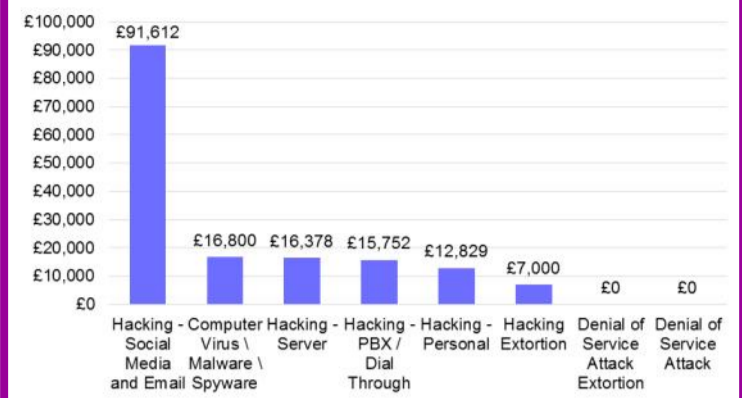 £100,000
£90,000
£80,000
£70,000
£60,000
£50,000
£40,000
£30,000
£20,000
£10,000
£0
£91,612
£16,800
£16,378
£15,752
£12,829
£7,000
£0
£0
Hacking -
Social
Media
and Email
Computer
Virus \
Malware \
Spyware
Hacking -
Server
Hacking -
PBX /
Dial
Through
Hacking -
Personal
Hacking
Extortion
Denial of
Service
Attack
Extortion
Denial of
Service
Attack